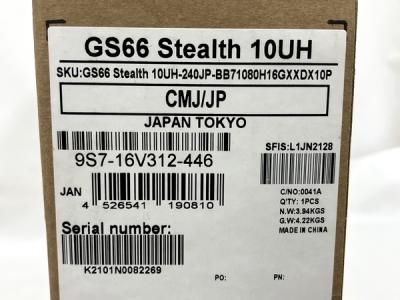 GS66 Stealth 10UH
SKU:GS66 Stealth 10UH-240JP-BB71080H16GXXDX10P
CMJ/JP
JAPAN TOKYO
SFIS:L1JN2128
9S7-16V312-446
JAN
4 526541 190810
C/NO:0041A
Q'TY: 1PCS
N.W:3.94KGS
G.W:4.22KGS
MADE IN CHINA
Serial number:
K2101N0082269
PO:
PN: